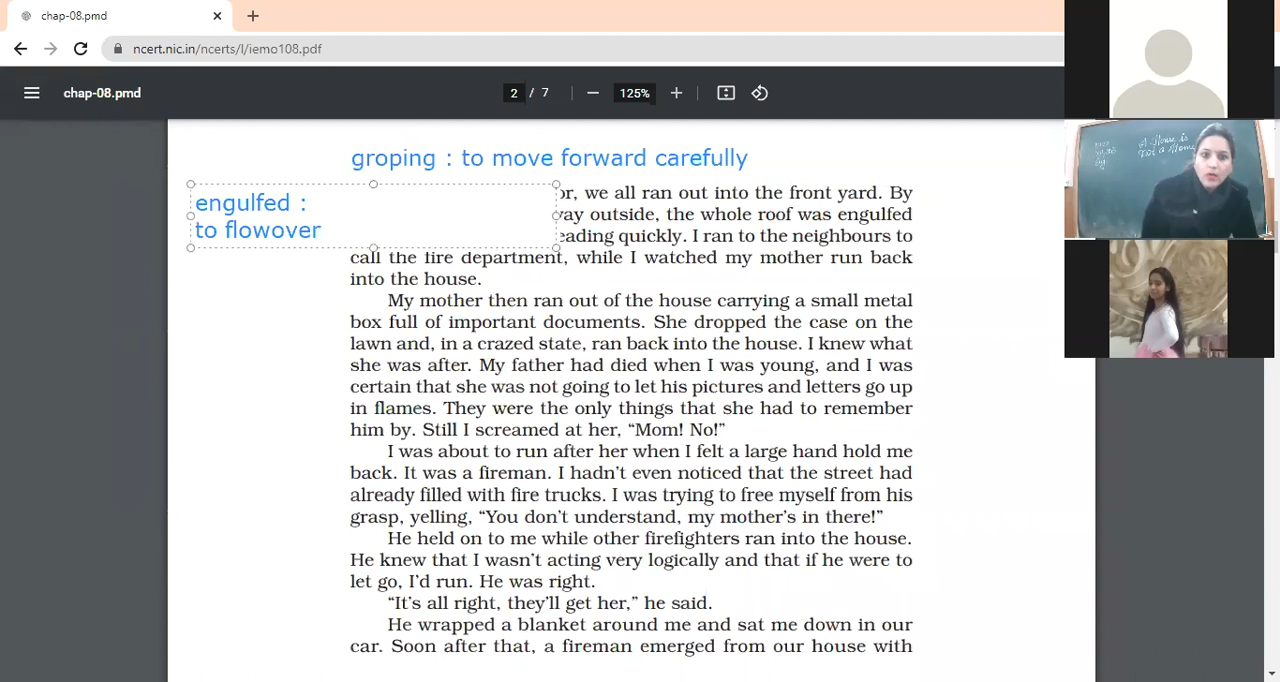 chap-08.pmd
ncert.nic.in/ncerts/l/iemo108.pdf
chap-08.pmd
2 / 7
125%
groping : to move forward carefully
engulfed :
to flowover
or, we all ran out into the front yard. By
way outside, the whole roof was engulfed
eading quickly. I ran to the neighbours to
call the fire department, while I watched my mother run back
into the house.
My mother then ran out of the house carrying a small metal
box full of important documents. She dropped the case on the
lawn and, in a crazed state, ran back into the house. I knew what
she was after. My father had died when I was young, and I was
certain that she was not going to let his pictures and letters go up
in flames. They were the only things that she had to remember
him by. Still I screamed at her, “Mom! No!”
I was about to run after her when I felt a large hand hold me
back. It was a fireman. I hadn’t even noticed that the street had
already filled with fire trucks. I was trying to free myself from his
grasp, yelling, “You don’t understand, my mother’s in there!”
He held on to me while other firefighters ran into the house.
He knew that I wasn’t acting very logically and that if he were to
let go, I’d run. He was right.
“It’s all right, they’ll get her,” he said.
He wrapped a blanket around me and sat me down in our
car. Soon after that, a fireman emerged from our house with
A House is
Not a Home